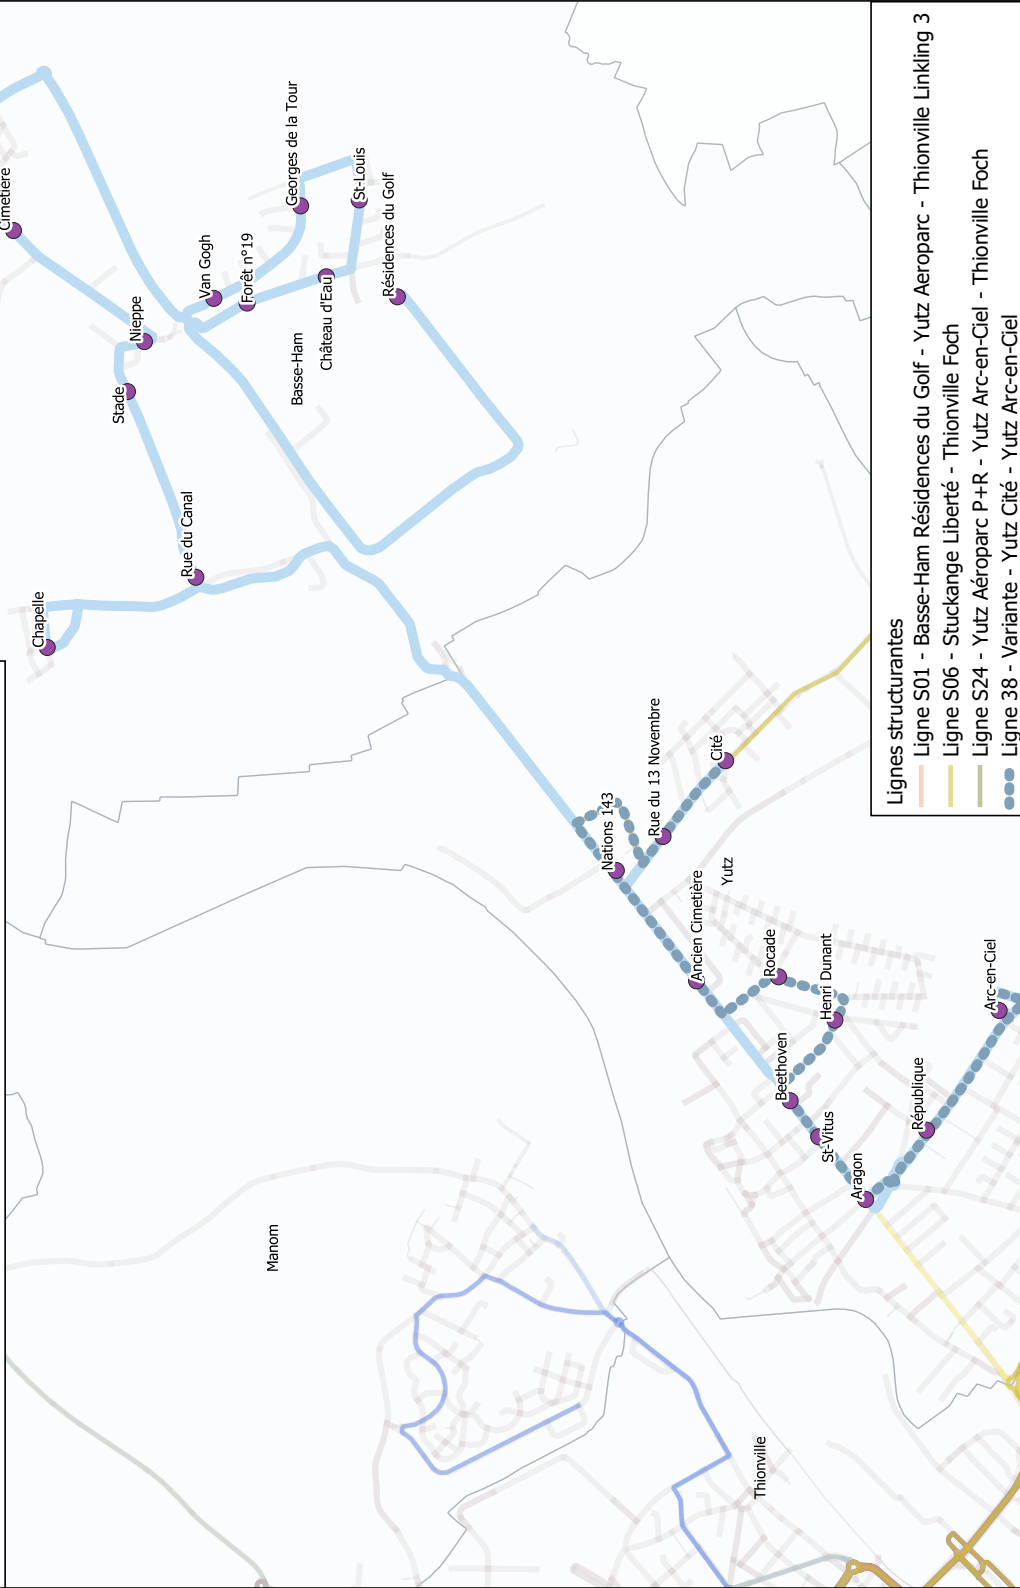 Cimetière
Georges de la Tour
St-Louis
Résidences du Golf
Van Gogh
Forêt n°19
Château d'Eau
Basse-Ham
Nieppe
Stade
Rue du Canal
Chapelle
Nations 143
Rue du 13 Novembre
Cité
Ancien Cimetière
Yutz
Rocade
Henri Dunant
Beethoven
St-Vitus
Aragon
République
Arc-en-Ciel
Manom
Thionville
Lignes structurantes
Ligne S01 - Basse-Ham Résidences du Golf - Yutz Aeroparc - Thionville Linkling 3
Ligne S06 - Stuckange Liberté - Thionville Foch
Ligne S24 - Yutz Aéroparc P+R - Yutz Arc-en-Ciel - Thionville Foch
Ligne 38 - Variante - Yutz Cité - Yutz Arc-en-Ciel